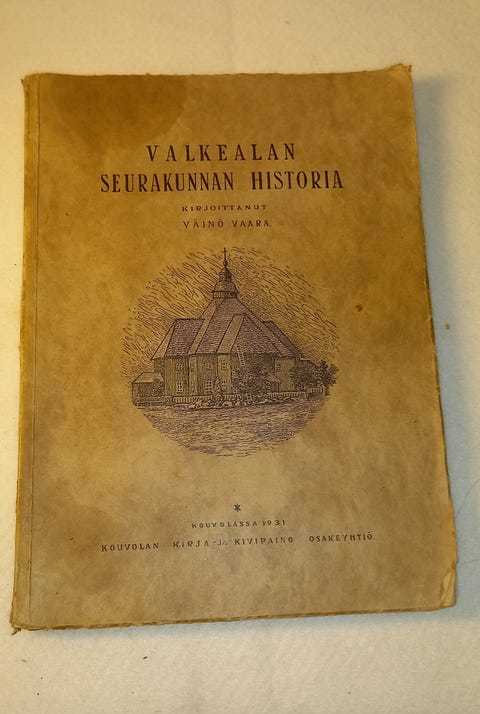 VALKEALAN
SEURAKUNNAN HISTORIA
KIRJOITTANUT
VÄINÖ VAARA.
*
KOUVOLASSA 1931
KOUVOLAN KIRJA- JA KIVIPAINO OSAKEYHTIÖ.